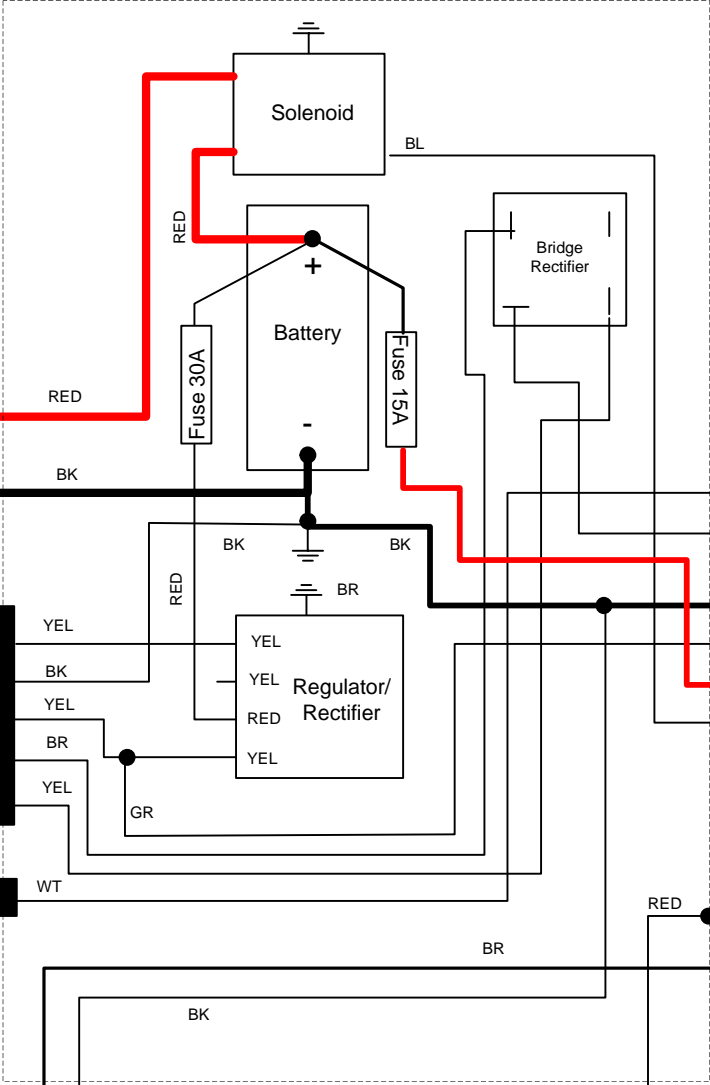 Solenoid
BL
RED
Bridge
Rectifier
+
Battery
Fuse 30A
Fuse 15A
RED
-
BK
BK
BK
RED
BR
YEL
YEL
BK
YEL
Regulator/
Rectifier
YEL
RED
BR
YEL
YEL
GR
WT
RED
BR
BK